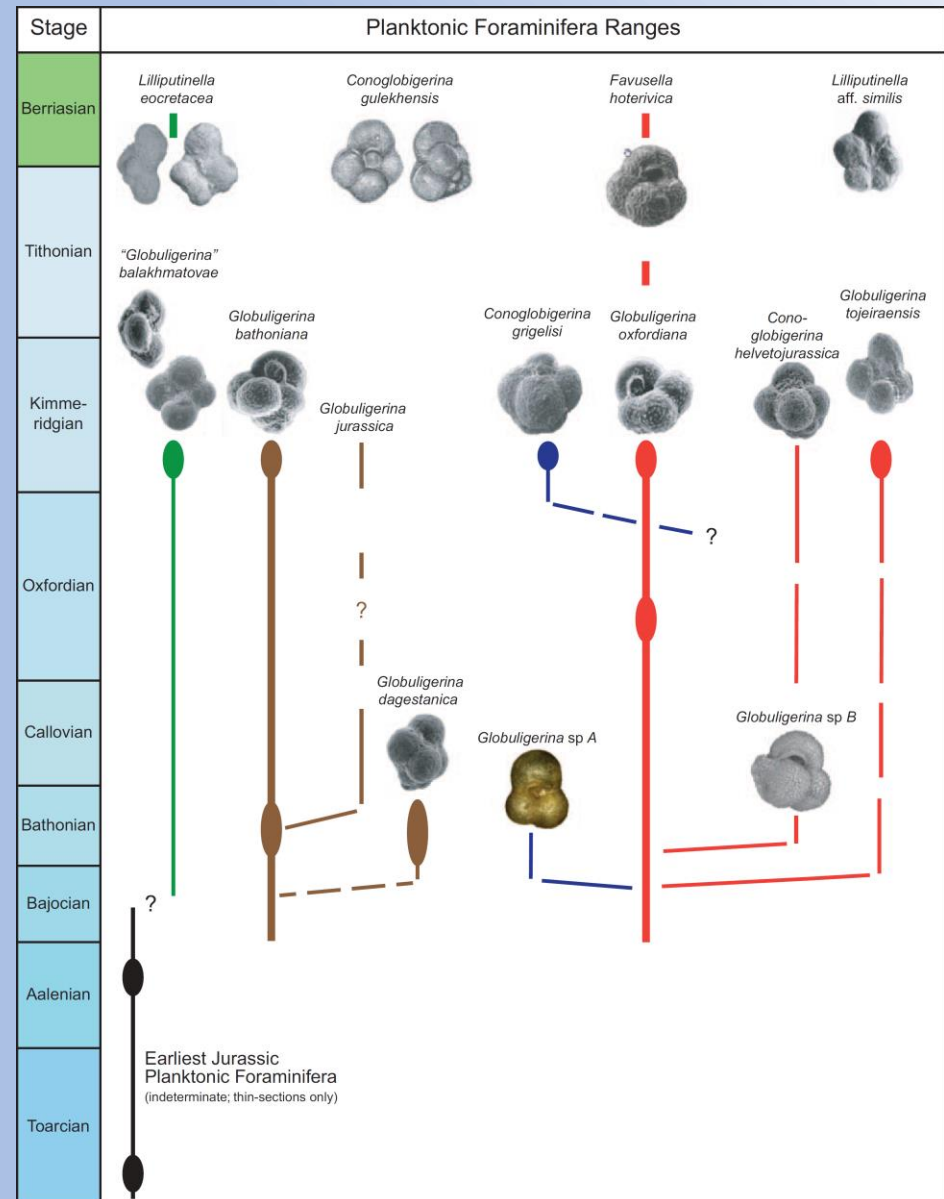 Stage
Planktonic Foraminifera Ranges
Berriasian
Lilliputinella
eocretacea
Conoglobigerina
gulekhensis
Favusella
hoterivica
Lilliputinella
aff. similis
Tithonian
"Globuligerina"
balakhmatovae
Globuligerina
bathoniana
Conoglobigerina
grigelisi
Globuligerina
oxfordiana
Cono-
globigerina
helvetojurassica
Globuligerina
tojeiraensis
Kimme-
ridgian
Globuligerina
jurassica
?
Oxfordian
?
Globuligerina
dagestanica
Callovian
Globuligerina sp A
Globuligerina sp B
Bathonian
Bajocian
?
Aalenian
Earliest Jurassic
Planktonic Foraminifera
(indeterminate; thin-sections only)
Toarcian